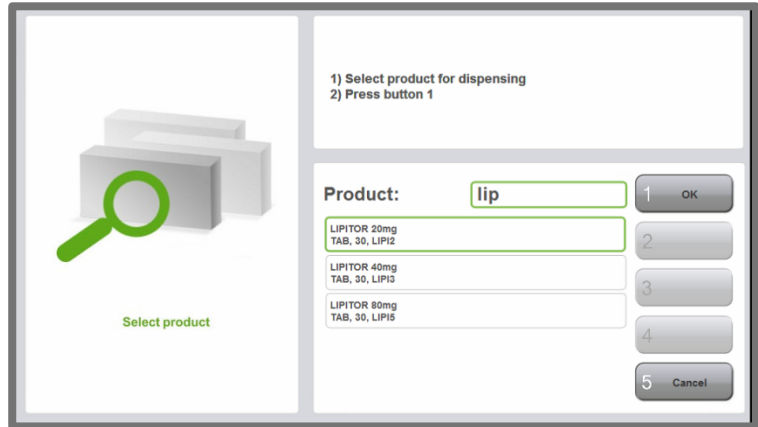 1) Select product for dispensing
2) Press button 1
Select product
Product:
lip
LIPITOR 20mg
TAB, 30, LIPI2
LIPITOR 40mg
TAB, 30, LIPI3
LIPITOR 80mg
TAB, 30, LIPI5
1 OK
2
3
4
5 Cancel